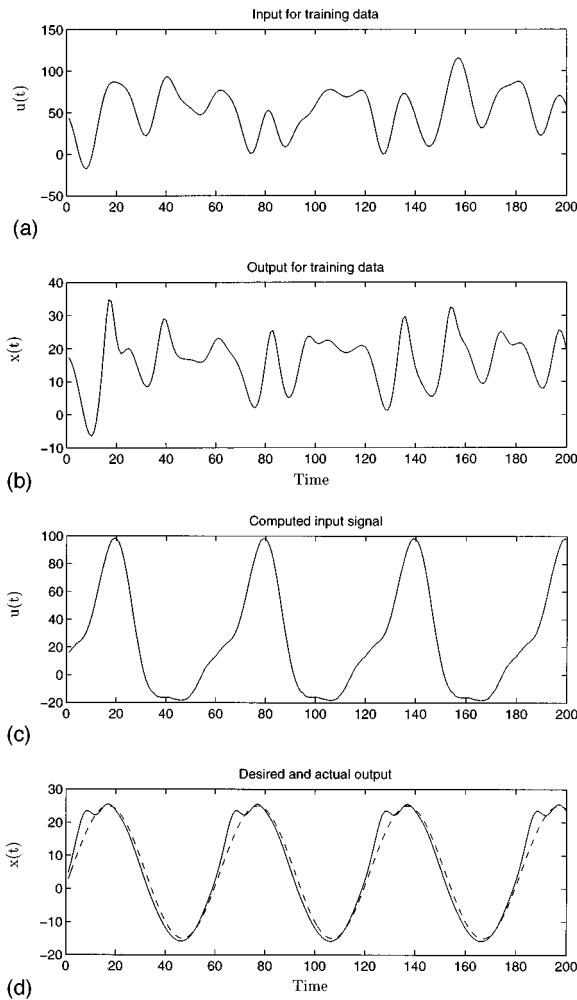 Input for training data
150
100
50
0
-50
u(t)
0 20 40 60 80 100 120 140 160 180 200
(a)
Output for training data
40
30
20
10
0
-10
x(t)
0 20 40 60 80 100 120 140 160 180 200
Time
(b)
Computed input signal
100
80
60
40
20
0
-20
u(t)
0 20 40 60 80 100 120 140 160 180 200
(c)
Desired and actual output
30
20
10
0
-10
-20
x(t)
0 20 40 60 80 100 120 140 160 180 200
Time
(d)